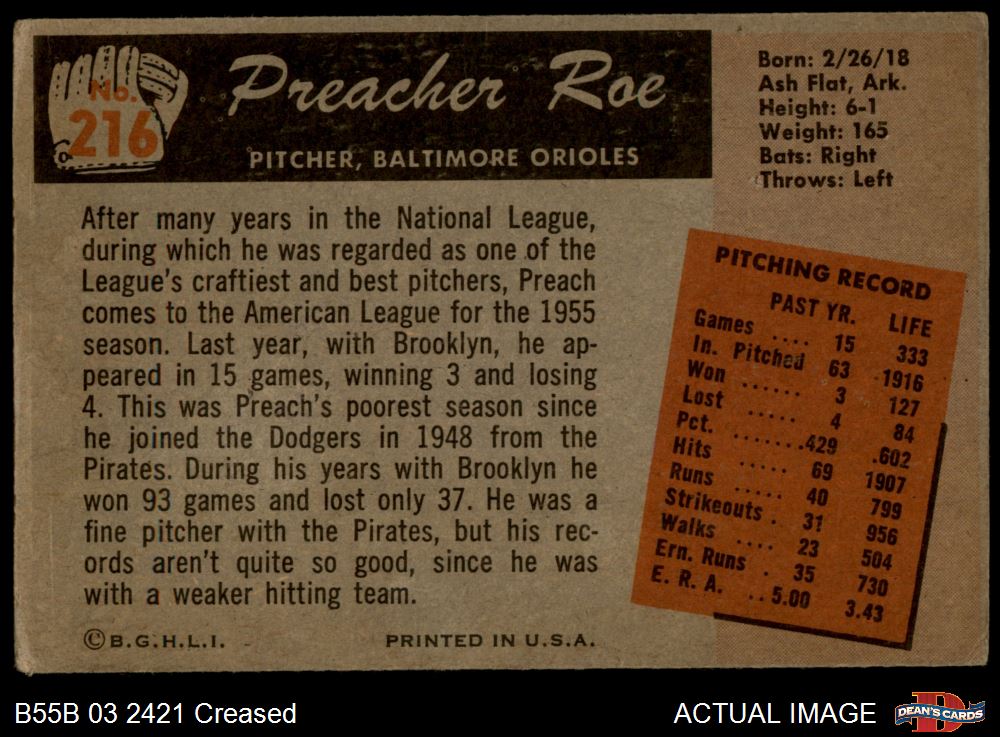 No.
216
Preacher Roe
PITCHER, BALTIMORE ORIOLES
Born: 2/26/18
Ash Flat, Ark.
Height: 6-1
Weight: 165
Bats: Right
Throws: Left
After many years in the National League,
during which he was regarded as one of the
League's craftiest and best pitchers, Preach
comes to the American League for the 1955
season. Last year, with Brooklyn, he ap-
peared in 15 games, winning 3 and losing
4. This was Preach's poorest season since
he joined the Dodgers in 1948 from the
Pirates. During his years with Brooklyn he
won 93 games and lost only 37. He was a
fine pitcher with the Pirates, but his rec-
ords aren't quite so good, since he was
with a weaker hitting team.
PITCHING RECORD
PAST YR. LIFE
Games .... 15 333
In. Pitched 63 1916
Won ...... 3 127
Lost ..... 4 84
Pct. .......429 .602
Hits ..... 69 1907
Runs ..... 40 799
Strikeouts . 31 956
Walks .... 23 504
Ern. Runs . 35 730
E. R. A. ..5.00 3.43
©B.G.H.L.I. PRINTED IN U.S.A.
B55B 03 2421 Creased ACTUAL IMAGE
DEAN'S CARDS